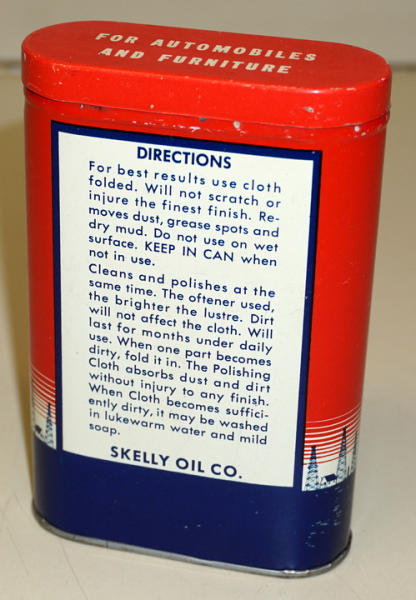 FOR AUTOMOBILES
AND FURNITURE
DIRECTIONS
For best results use cloth
folded. Will not scratch or
injure the finest finish. Re-
moves dust, grease spots and
dry mud. Do not use on wet
surface. KEEP IN CAN when
not in use.
Cleans and polishes at the
same time. The oftener used,
the brighter the lustre. Dirt
will not affect the cloth. Will
last for months under daily
use. When one part becomes
dirty, fold it in. The Polishing
Cloth absorbs dust and dirt
without injury to any finish.
When Cloth becomes suffici-
ently dirty, it may be washed
in lukewarm water and mild
soap.
SKELLY OIL CO.